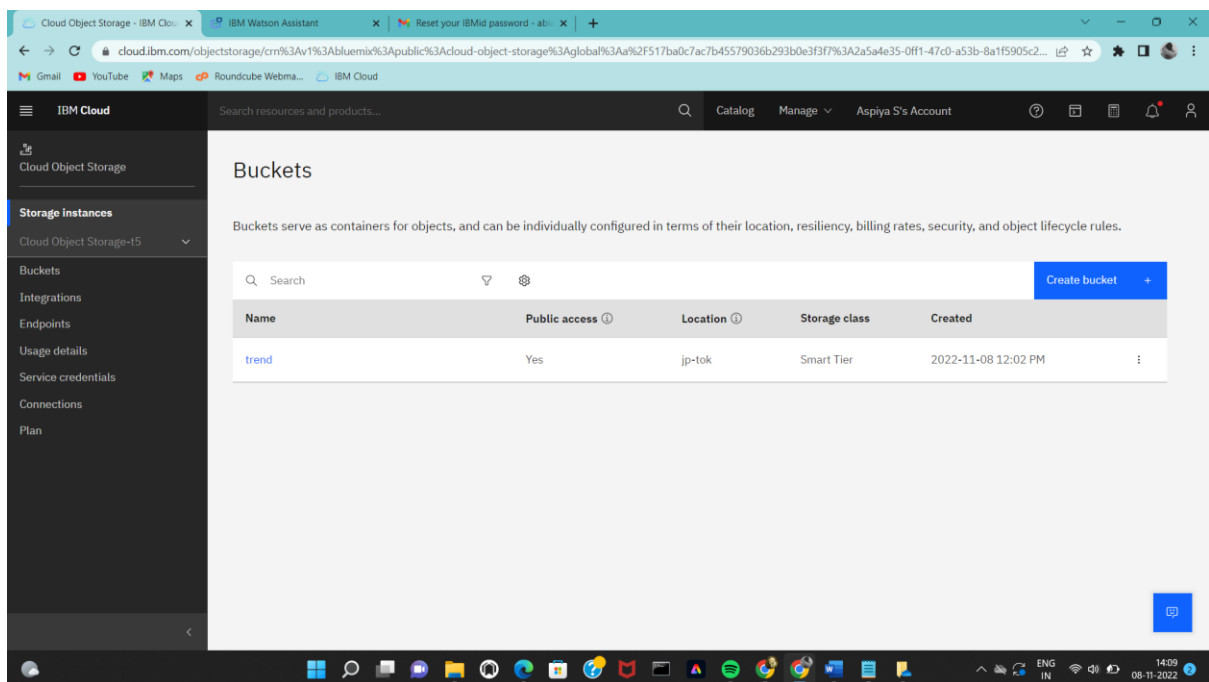 Cloud Object Storage - IBM Clou
IBM Watson Assistant
Reset your IBMid password - abi
cloud.ibm.com/objectstorage/crn%3Av1%3Abluemix%3Apublic%3Acloud-object-storage%3Aglobal%3Aa%2F517ba0c7ac7b45579036b293b0e3f3f7%3A2a5a4e35-0ff1-47c0-a53b-8a1f5905c2...
Gmail YouTube Maps Roundcube Webma... IBM Cloud
IBM Cloud Search resources and products... Catalog Manage Aspiya S's Account
Cloud Object Storage
Storage instances
Cloud Object Storage-t5
Buckets
Integrations
Endpoints
Usage details
Service credentials
Connections
Plan
Buckets
Buckets serve as containers for objects, and can be individually configured in terms of their location, resiliency, billing rates, security, and object lifecycle rules.
Search Create bucket +
Name Public access Location Storage class Created
trend Yes jp-tok Smart Tier 2022-11-08 12:02 PM
ENG 14:09
IN 08-11-2022 2